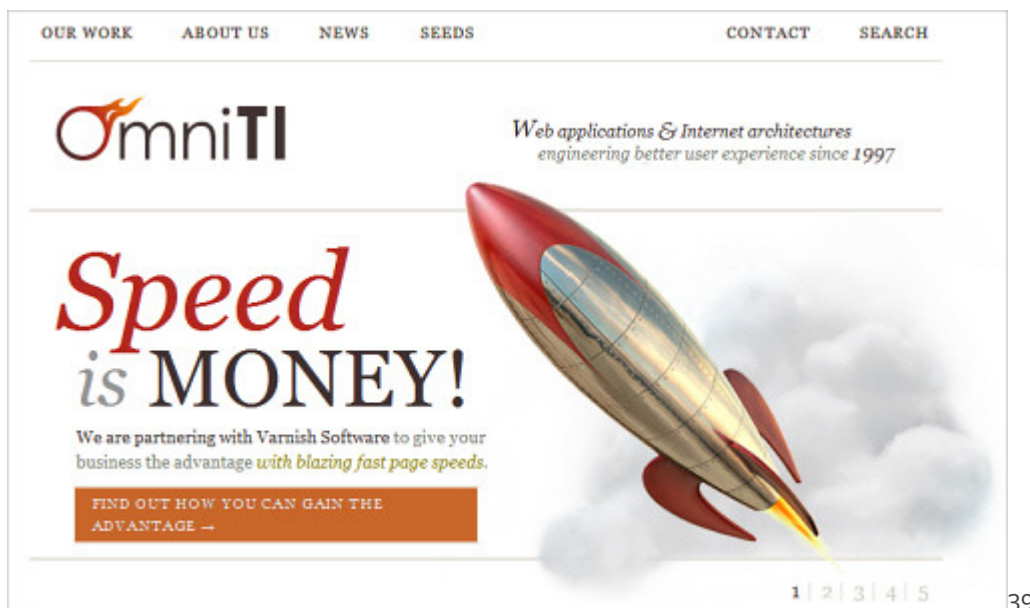 OUR WORK ABOUT US NEWS SEEDS CONTACT SEARCH
OmniTI
Web applications & Internet architectures
engineering better user experience since 1997
Speed
is MONEY!
We are partnering with Varnish Software to give your
business the advantage with blazing fast page speeds.
FIND OUT HOW YOU CAN GAIN THE
ADVANTAGE →
1 | 2 | 3 | 4 | 5
39